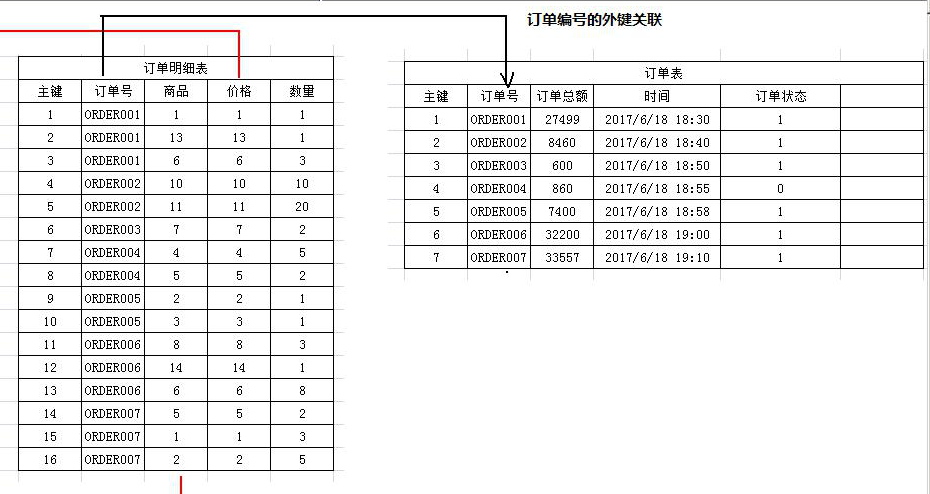 订单编号的外键关联
订单明细表
主键 订单号 商品 价格 数量
1 ORDER001 1 1 1
2 ORDER001 13 13 1
3 ORDER001 6 6 3
4 ORDER002 10 10 10
5 ORDER002 11 11 20
6 ORDER003 7 7 2
7 ORDER004 4 4 5
8 ORDER004 5 5 2
9 ORDER005 2 2 1
10 ORDER005 3 3 1
11 ORDER006 8 8 3
12 ORDER006 14 14 1
13 ORDER006 6 6 8
14 ORDER007 5 5 2
15 ORDER007 1 1 3
16 ORDER007 2 2 5
订单表
主键 订单号 订单总额 时间 订单状态
1 ORDER001 27499 2017/6/18 18:30 1
2 ORDER002 8460 2017/6/18 18:40 1
3 ORDER003 600 2017/6/18 18:50 1
4 ORDER004 860 2017/6/18 18:55 0
5 ORDER005 7400 2017/6/18 18:58 1
6 ORDER006 32200 2017/6/18 19:00 1
7 ORDER007 33557 2017/6/18 19:10 1